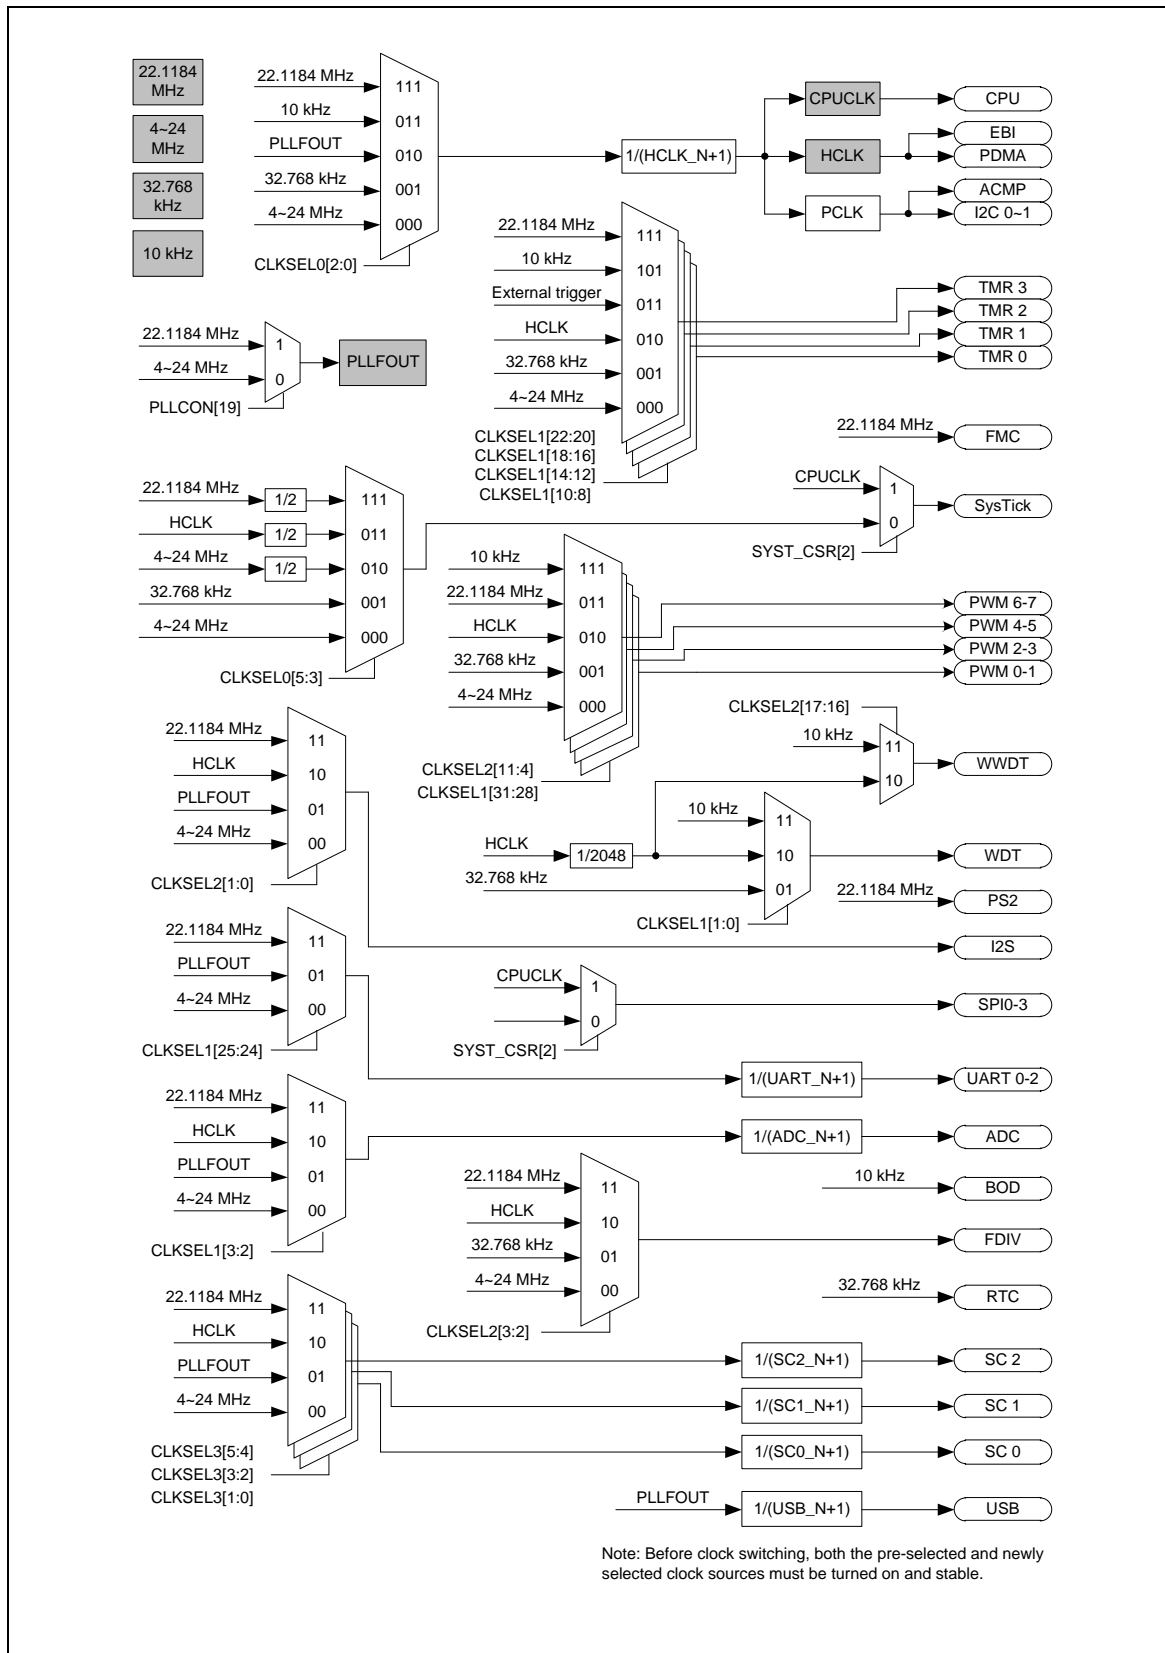 22.1184
MHz
4~24
MHz
32.768
kHz
10 kHz
22.1184 MHz
10 kHz
PLLFOUT
32.768 kHz
4~24 MHz
111
011
010
001
000
CLKSEL0[2:0]
1/(HCLK_N+1)
CPUCLK
HCLK
PCLK
CPU
EBI
PDMA
ACMP
I2C 0~1
22.1184 MHz
10 kHz
External trigger
HCLK
32.768 kHz
4~24 MHz
111
101
011
010
001
000
CLKSEL1[22:20]
CLKSEL1[18:16]
CLKSEL1[14:12]
CLKSEL1[10:8]
TMR 3
TMR 2
TMR 1
TMR 0
22.1184 MHz
4~24 MHz
1
0
PLLCON[19]
PLLFOUT
22.1184 MHz
FMC
22.1184 MHz
HCLK
4~24 MHz
32.768 kHz
4~24 MHz
1/2
1/2
1/2
111
011
010
001
000
CLKSEL0[5:3]
CPUCLK
1
0
SYST_CSR[2]
SysTick
10 kHz
22.1184 MHz
HCLK
32.768 kHz
4~24 MHz
111
011
010
001
000
CLKSEL2[11:4]
CLKSEL1[31:28]
PWM 6-7
PWM 4-5
PWM 2-3
PWM 0-1
CLKSEL2[17:16]
10 kHz
11
10
WWDT
22.1184 MHz
HCLK
PLLFOUT
4~24 MHz
11
10
01
00
CLKSEL2[1:0]
10 kHz
HCLK
1/2048
32.768 kHz
11
10
01
CLKSEL1[1:0]
WDT
22.1184 MHz
PS2
I2S
22.1184 MHz
PLLFOUT
4~24 MHz
11
01
00
CLKSEL1[25:24]
CPUCLK
1
0
SYST_CSR[2]
SPI0-3
1/(UART_N+1)
UART 0-2
22.1184 MHz
HCLK
PLLFOUT
4~24 MHz
11
10
01
00
CLKSEL1[3:2]
1/(ADC_N+1)
ADC
10 kHz
BOD
22.1184 MHz
HCLK
32.768 kHz
4~24 MHz
11
10
01
00
CLKSEL2[3:2]
FDIV
32.768 kHz
RTC
22.1184 MHz
HCLK
PLLFOUT
4~24 MHz
11
10
01
00
CLKSEL3[5:4]
CLKSEL3[3:2]
CLKSEL3[1:0]
1/(SC2_N+1)
SC 2
1/(SC1_N+1)
SC 1
1/(SC0_N+1)
SC 0
PLLFOUT
1/(USB_N+1)
USB
Note: Before clock switching, both the pre-selected and newly
selected clock sources must be turned on and stable.